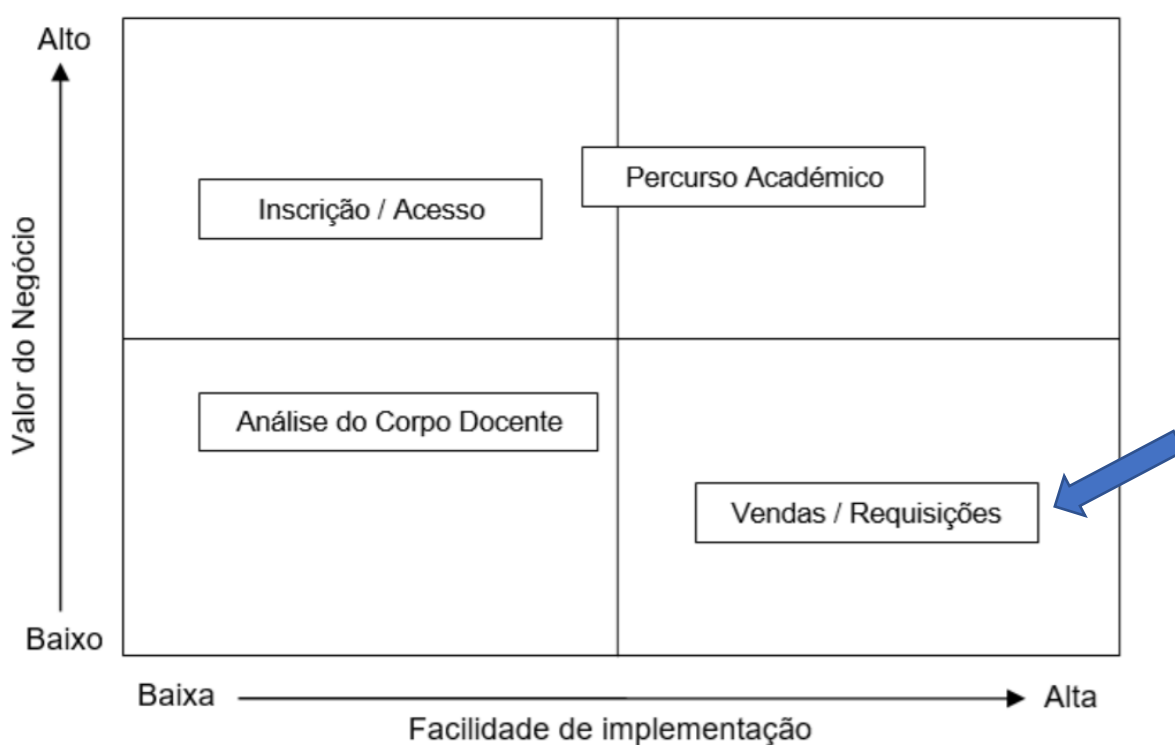 Alto
Percurso Académico
Inscrição / Acesso
Valor do Negócio
Análise do Corpo Docente
Vendas / Requisições
Baixo
Baixa
Alta
Facilidade de implementação